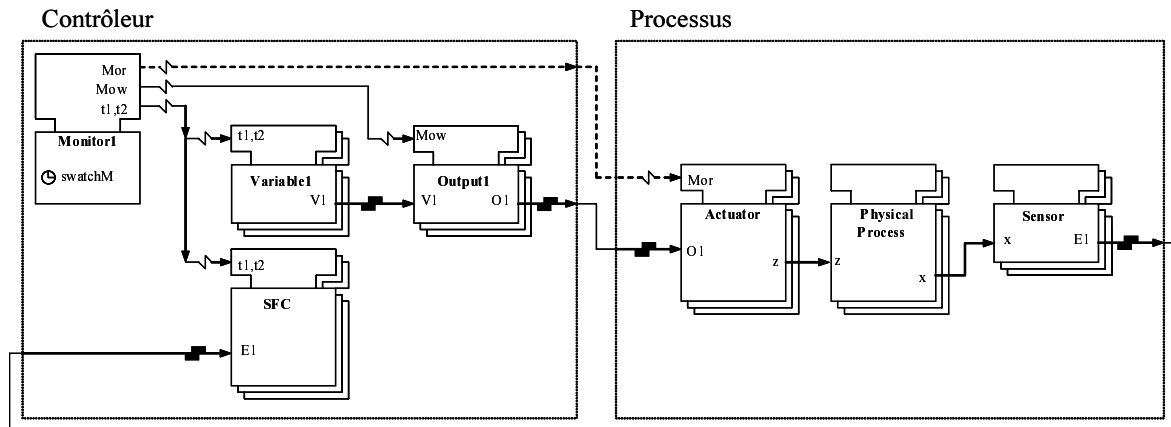 Contrôleur
Processus
Mor
Mow
t1,t2
Monitor1
swatchM
t1,t2
Variable1
V1
Mow
Output1
V1 O1
t1,t2
SFC
E1
Mor
Actuator
O1
z
Physical
Process
z
x
Sensor
x E1